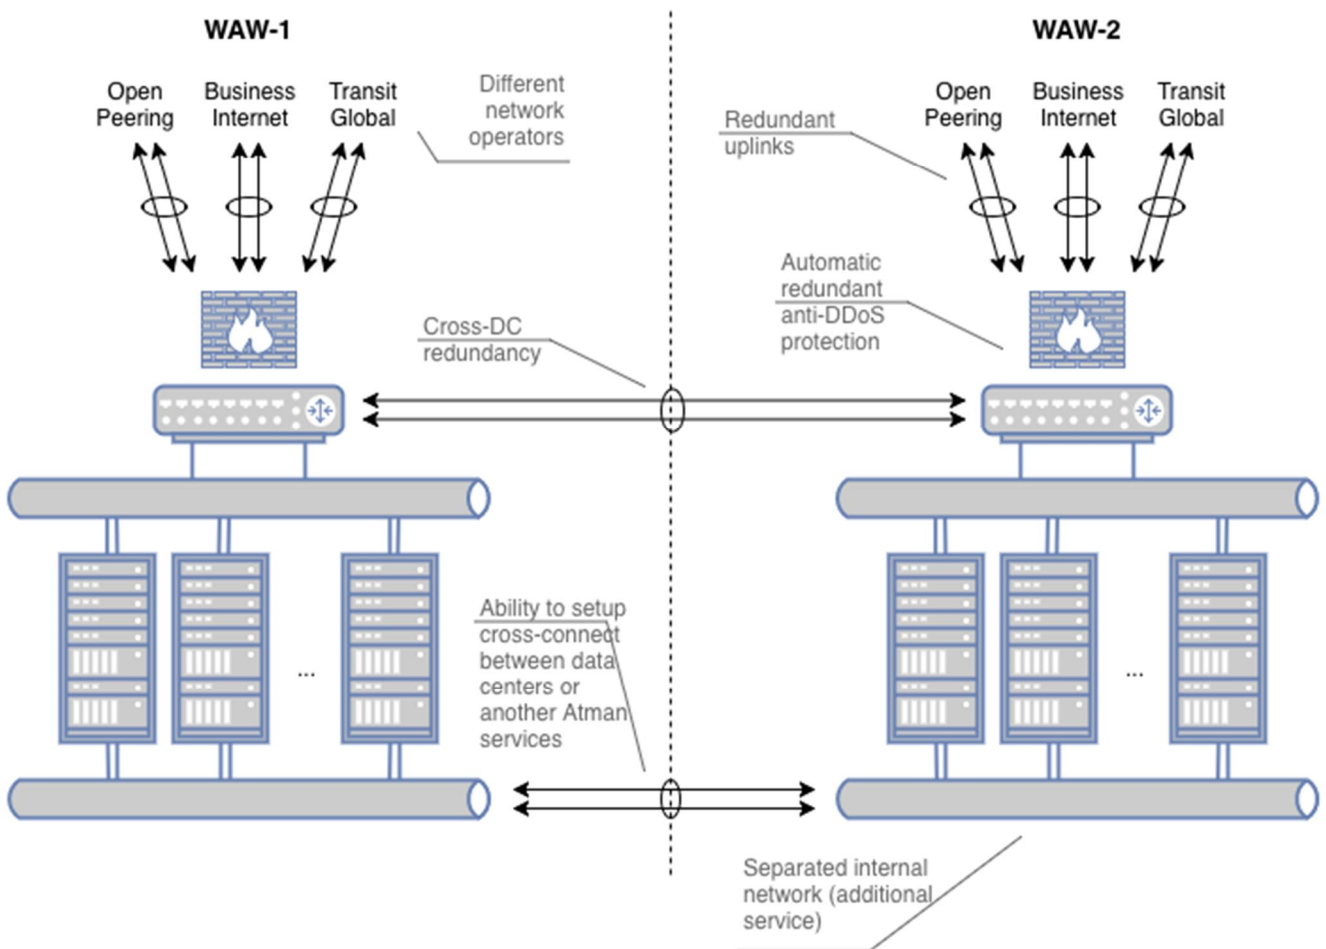 WAW-1
WAW-2
Open
Peering
Business
Internet
Transit
Global
Different
network
operators
Redundant
uplinks
Open
Peering
Business
Internet
Transit
Global
Cross-DC
redundancy
Automatic
redundant
anti-DDoS
protection
...
Ability to setup
cross-connect
between data
centers or
another Atman
services
...
Separated internal
network (additional
service)